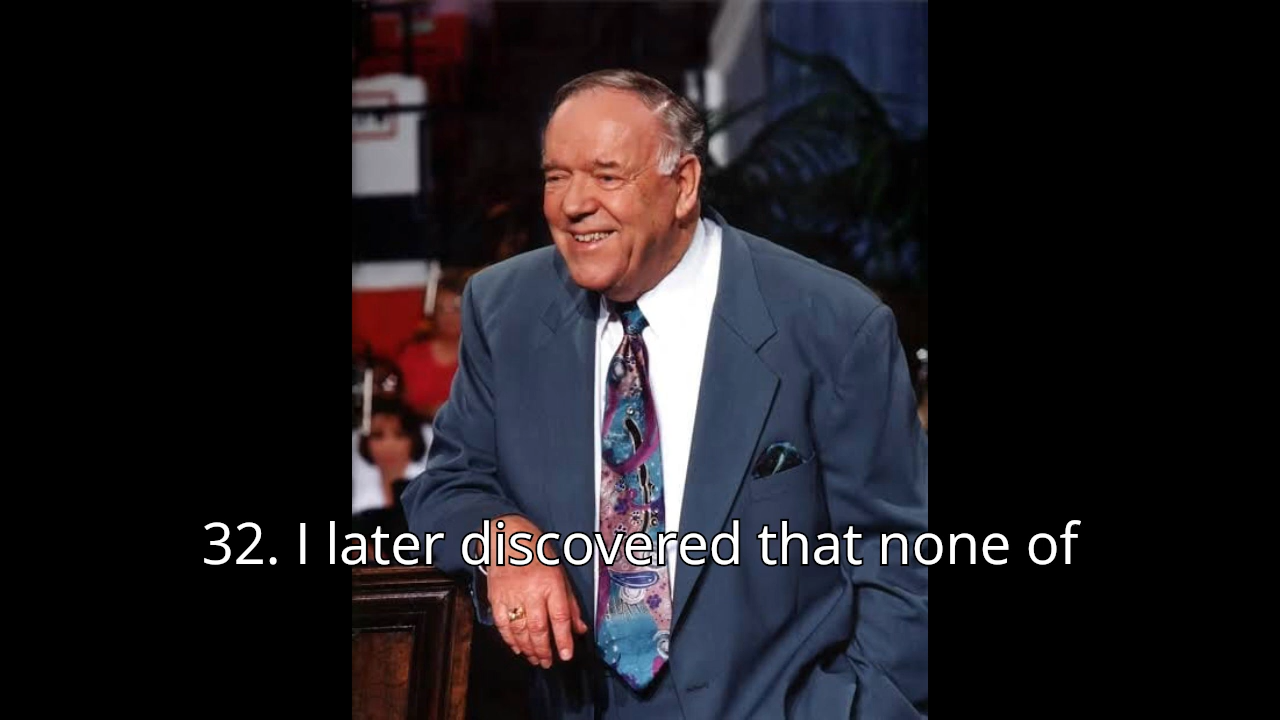 32. I later discovered that none of